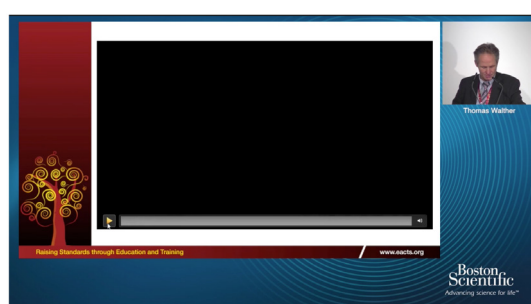 Thomas Walther
Raising Standards through Education and Training
www.eacts.org
Boston
Scientific
Advancing science for life™